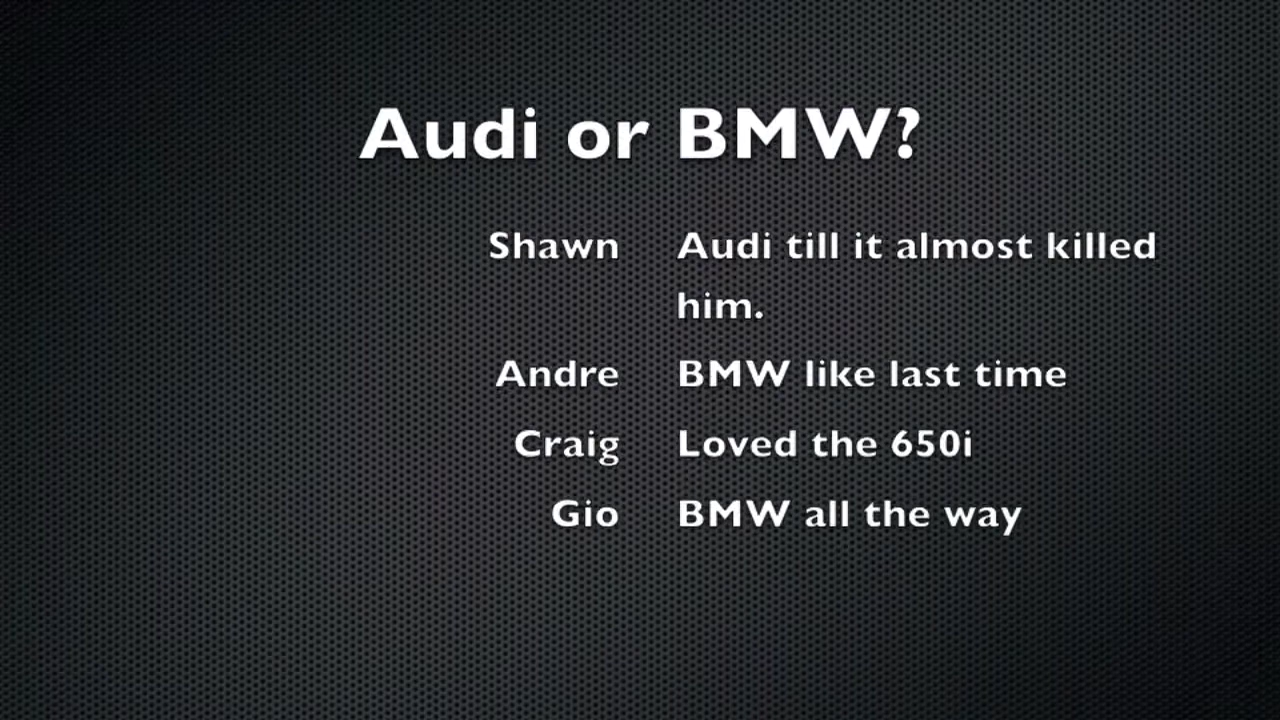 Audi or BMW?
Shawn Audi till it almost killed
him.
Andre BMW like last time
Craig Loved the 650i
Gio BMW all the way